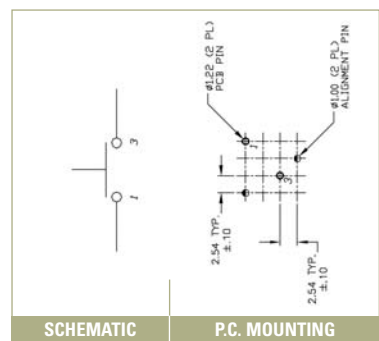 3
1
ø1.22 (2 PL)
PCB PIN
ø1.00 (2 PL)
ALIGNMENT PIN
1
3
2.54 TYP.
±.10
2.54 TYP.
±.10
SCHEMATIC
P.C. MOUNTING